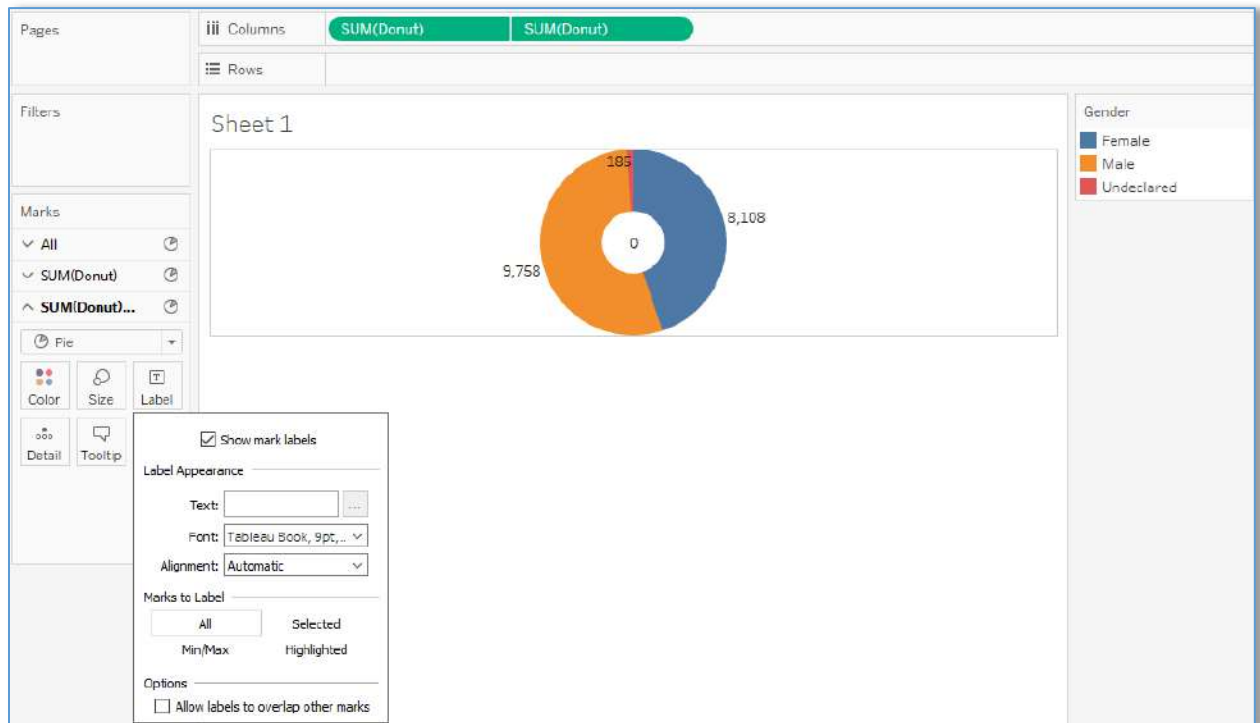 Pages
iii Columns SUM(Donut) SUM(Donut)
Rows
Filters
Sheet 1
Gender
Female
Male
Undeclared
185
8,108
0
9,758
Marks
All
SUM(Donut)
SUM(Donut)...
Pie
Color Size Label
Detail Tooltip
Show mark labels
Label Appearance
Text: ...
Font: Tableau Book, 9pt,..
Alignment: Automatic
Marks to Label
All Selected
Min/Max Highlighted
Options
Allow labels to overlap other marks